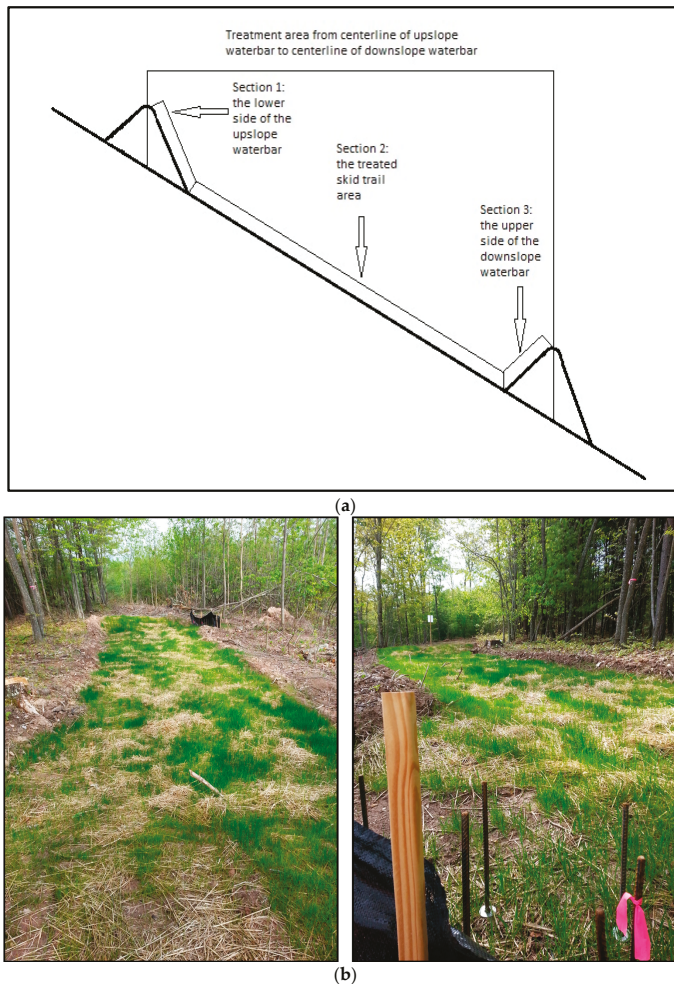 Treatment area from centerline of upslope
waterbar to centerline of downslope waterbar
Section 1:
the lower
side of the
upslope
waterbar
Section 2:
the treated
skid trail
area
Section 3:
the upper
side of the
downslope
waterbar
(a)
(b)